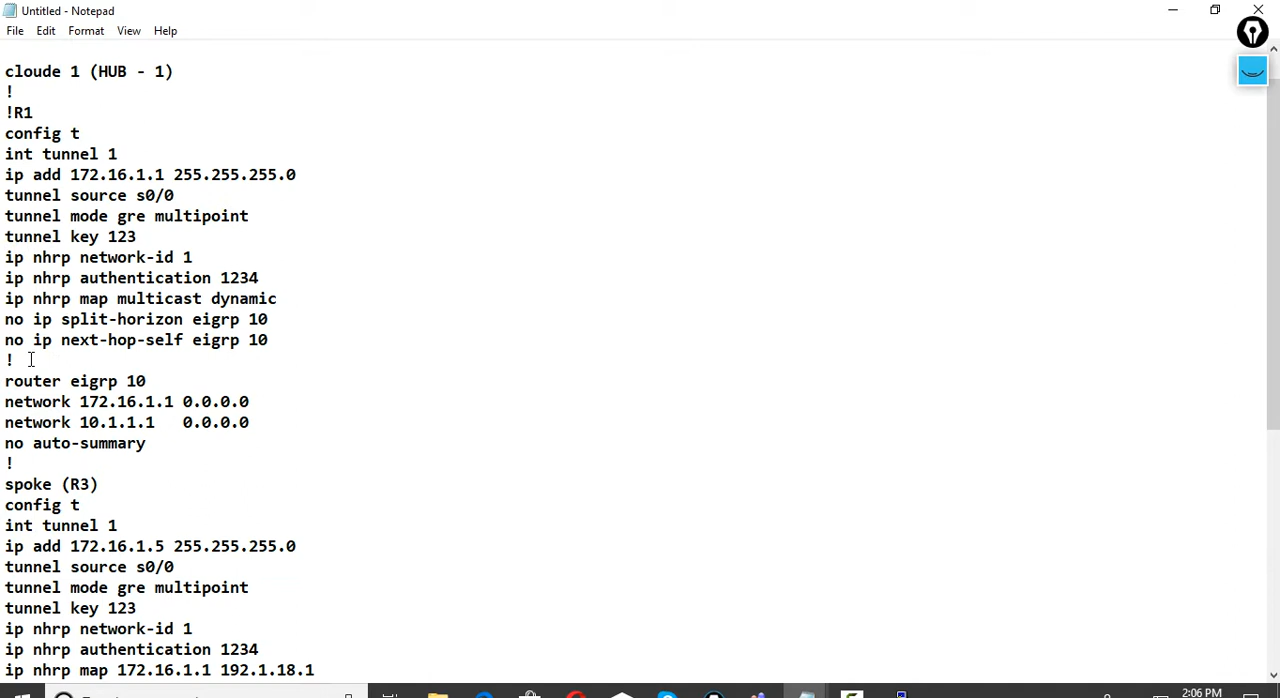 Untitled - Notepad
File Edit Format View Help
cloude 1 (HUB - 1)
!
!R1
config t
int tunnel 1
ip add 172.16.1.1 255.255.255.0
tunnel source s0/0
tunnel mode gre multipoint
tunnel key 123
ip nhrp network-id 1
ip nhrp authentication 1234
ip nhrp map multicast dynamic
no ip split-horizon eigrp 10
no ip next-hop-self eigrp 10
!
router eigrp 10
network 172.16.1.1 0.0.0.0
network 10.1.1.1   0.0.0.0
no auto-summary
!
spoke (R3)
config t
int tunnel 1
ip add 172.16.1.5 255.255.255.0
tunnel source s0/0
tunnel mode gre multipoint
tunnel key 123
ip nhrp network-id 1
ip nhrp authentication 1234
ip nhrp map 172.16.1.1 192.1.18.1
2:06 PM